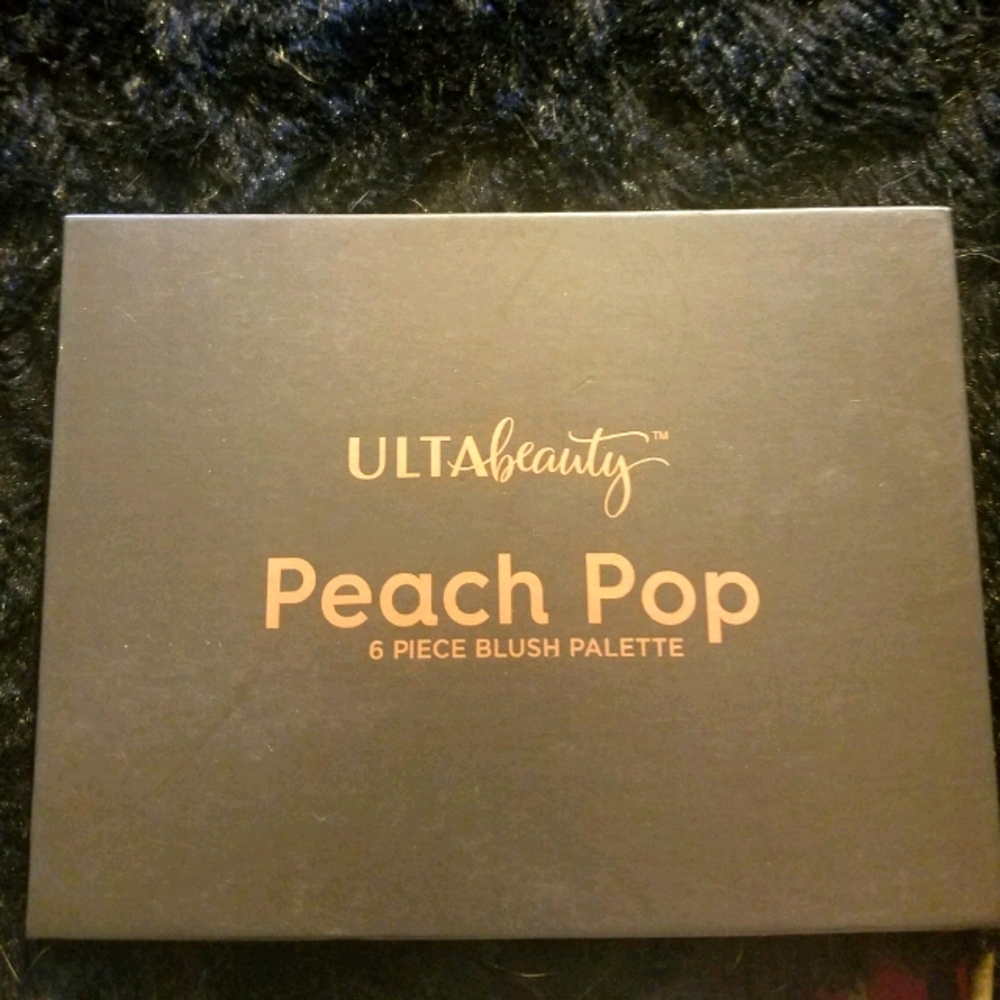 ULTAbeauty™
Peach Pop
6 PIECE BLUSH PALETTE